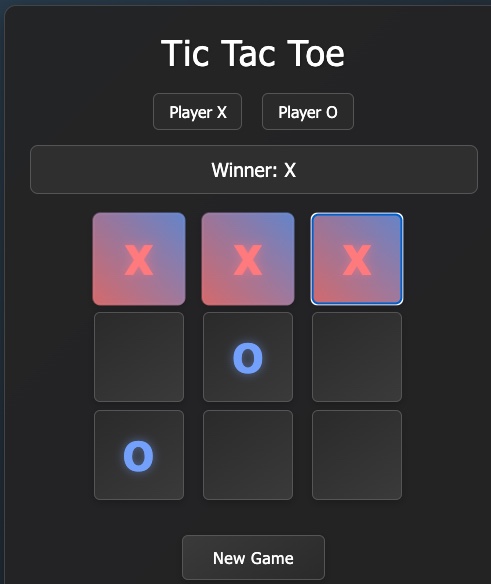 Tic Tac Toe
Player X Player O
Winner: X
X X X
O
O
New Game